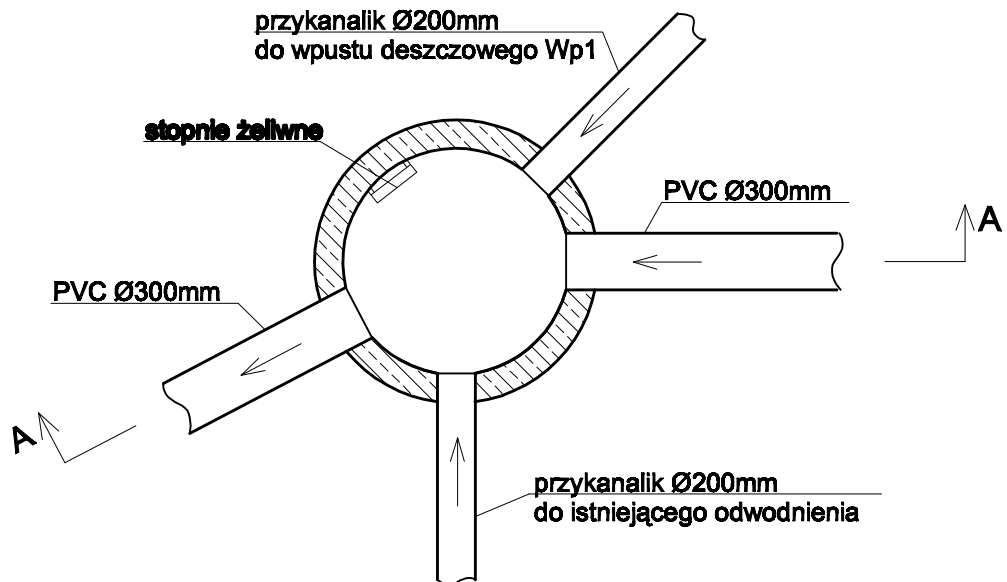 przykanalik Ø200mm
do wpustu deszczowego Wp1
stopnie żeliwne
PVC Ø300mm
A
PVC Ø300mm
A
przykanalik Ø200mm
do istniejącego odwodnienia